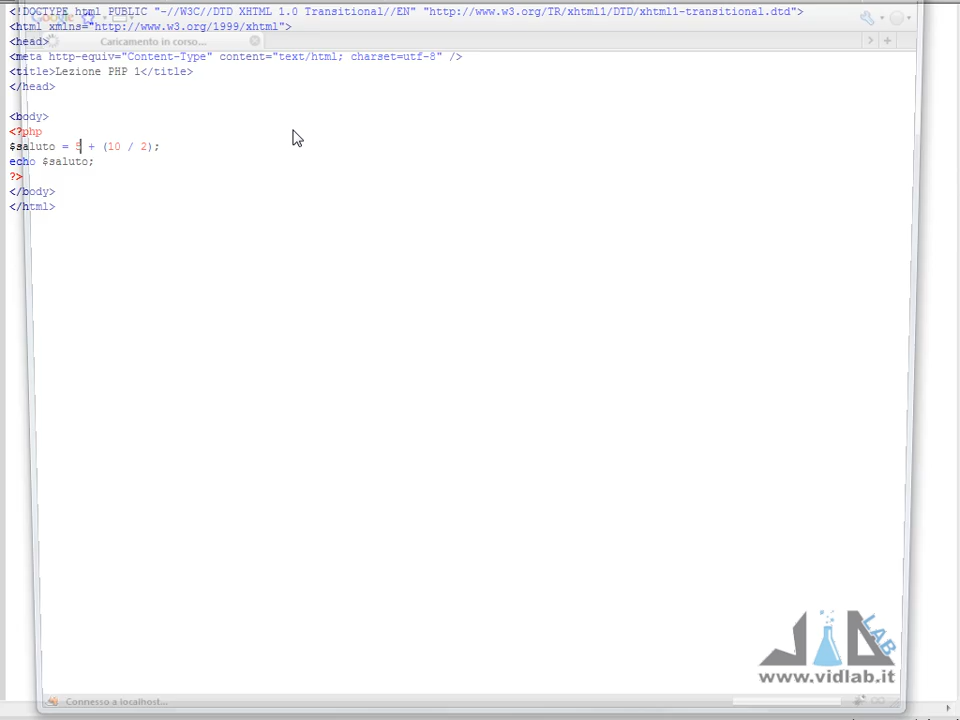 <!DOCTYPE html PUBLIC "-//W3C//DTD XHTML 1.0 Transitional//EN" "http://www.w3.org/TR/xhtml1/DTD/xhtml1-transitional.dtd">
Google
<html xmlns="http://www.w3.org/1999/xhtml">
<head>
Caricamento in corso...
<meta http-equiv="Content-Type" content="text/html; charset=utf-8" />
<title>Lezione PHP 1</title>
</head>
<body>
<?php
$saluto = 5 + (10 / 2);
echo $saluto;
?>
</body>
</html>
LAB
www.vidlab.it
Connesso a localhost...